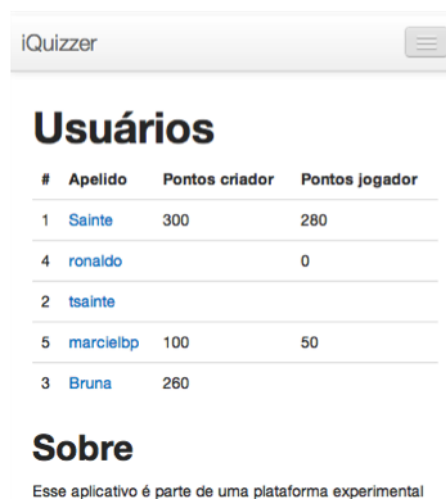 iQuizzer
Usuários
# Apelido Pontos criador Pontos jogador
1 Sainte 300 280
4 ronaldo 0
2 tsainte
5 marcielbp 100 50
3 Bruna 260
Sobre
Esse aplicativo é parte de uma plataforma experimental